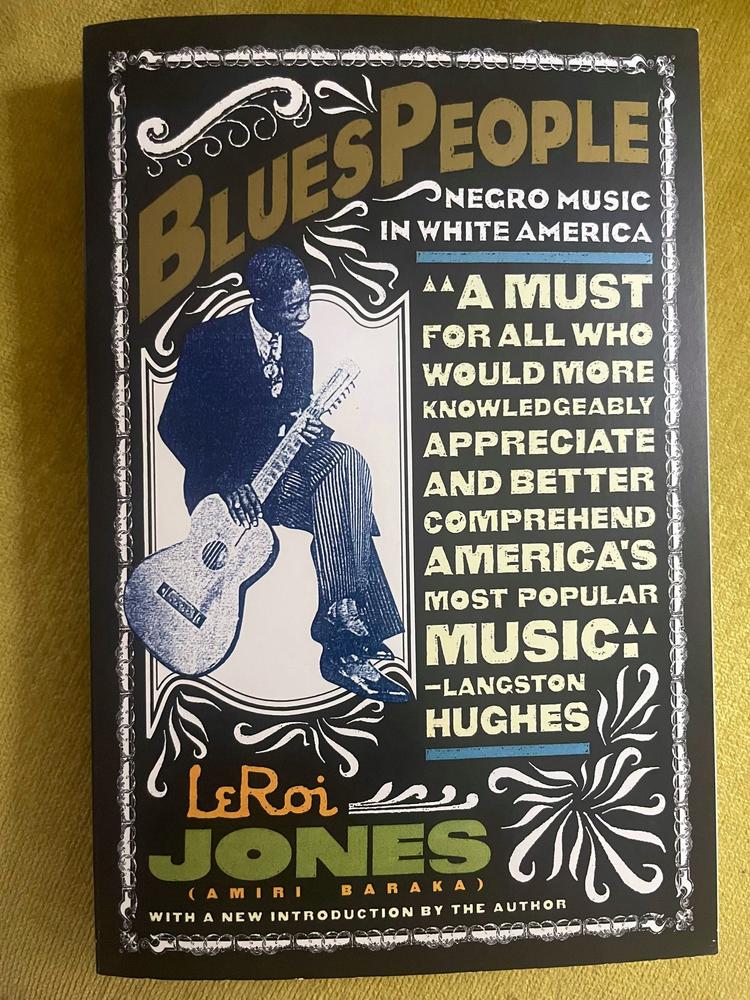 BLUES PEOPLE
NEGRO MUSIC
IN WHITE AMERICA
"A MUST
FOR ALL WHO
WOULD MORE
KNOWLEDGEABLY
APPRECIATE
AND BETTER
COMPREHEND
AMERICA'S
MOST POPULAR
MUSIC."
–LANGSTON
HUGHES
LEROi
JONES
(AMIRI BARAKA)
WITH A NEW INTRODUCTION BY THE AUTHOR